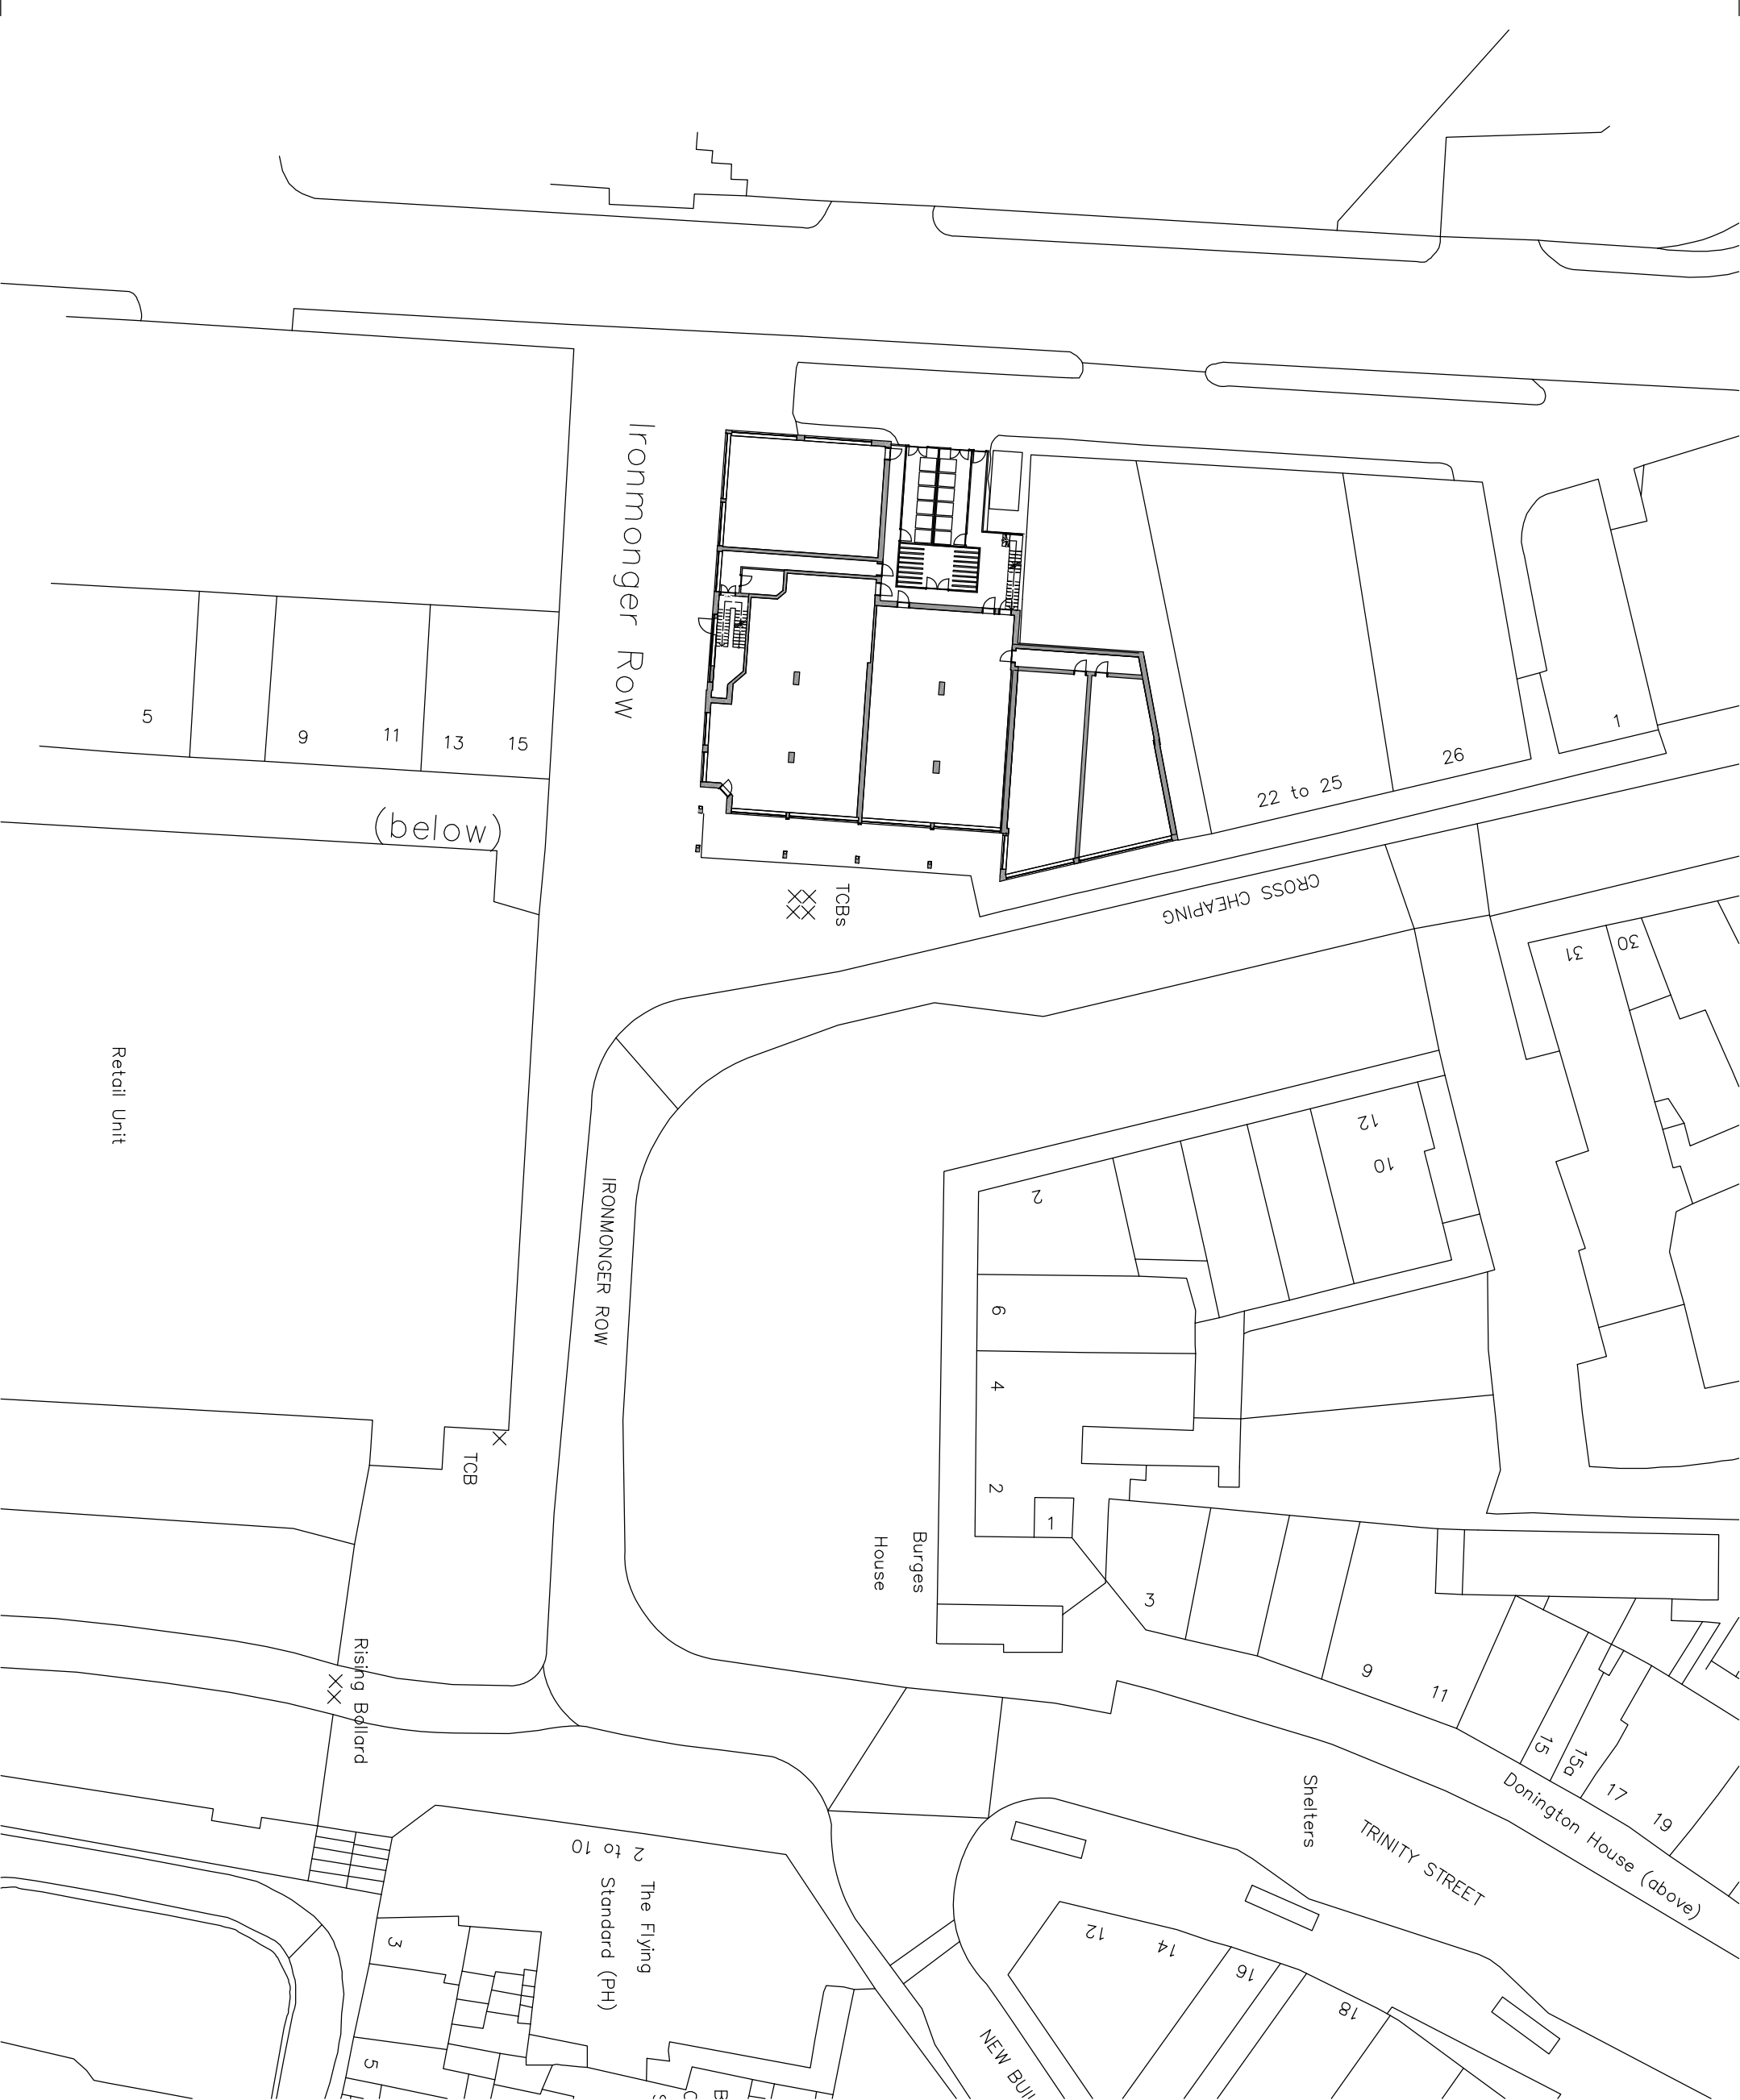 Ironmonger Row
5
9
11
13
15
(below)
22 to 25
26
1
CROSS CHEAPING
TCBs
31
30
Retail Unit
IRONMONGER ROW
12
10
2
6
4
2
1
3
TCB
Burges
House
9
11
15
15a
17
19
Rising Bollard
Shelters
TRINITY STREET
Donington House (above)
2 to 10
The Flying
Standard (PH)
3
5
12
14
16
18